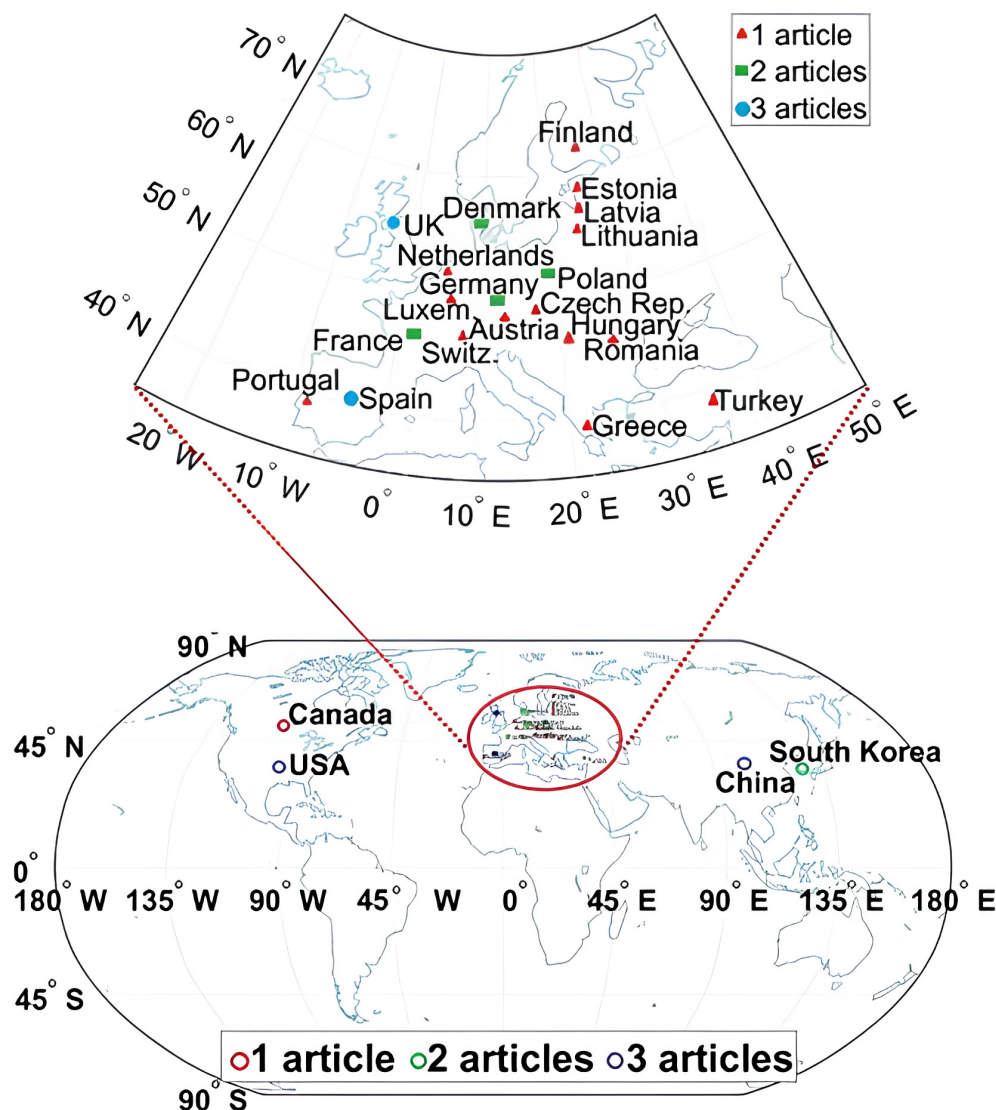 1 article
2 articles
3 articles
70° N
60° N
50° N
40° N
Finland
Estonia
Latvia
Lithuania
Denmark
UK
Netherlands
Germany
Poland
Luxem.
Czech Rep.
Austria
Hungary
France
Switz.
Romania
Portugal
Spain
Turkey
Greece
20° W
10° W
0°
10° E
20° E
30° E
40° E
50° E
90° N
Canada
45° N
USA
South Korea
China
0°
180° W 135° W 90° W 45° W 0° 45° E 90° E 135° E 180° E
45° S
1 article 2 articles 3 articles
90° S